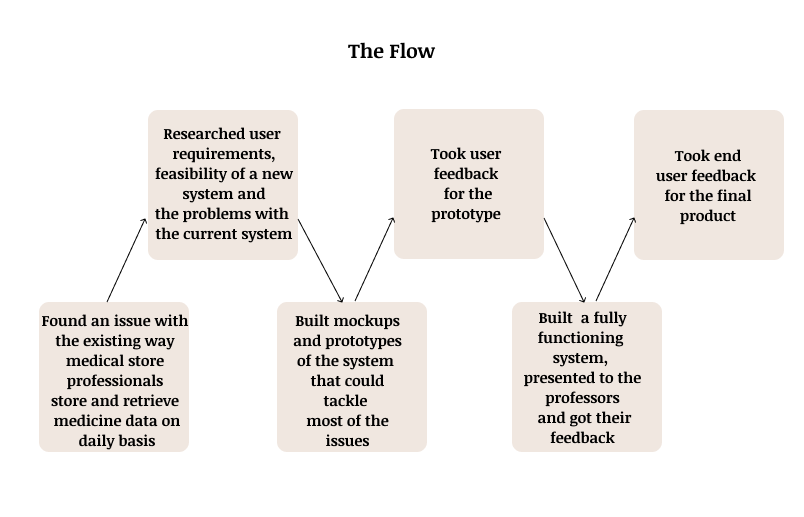 The Flow
Found an issue with
the existing way
medical store
professionals
store and retrieve
medicine data on
daily basis
Researched user
requirements,
feasibility of a new
system and
the problems with
the current system
Built mockups
and prototypes
of the system
that could
tackle
most of the
issues
Took user
feedback
for the
prototype
Built a fully
functioning
system,
presented to the
professors
and got their
feedback
Took end
user feedback
for the final
product